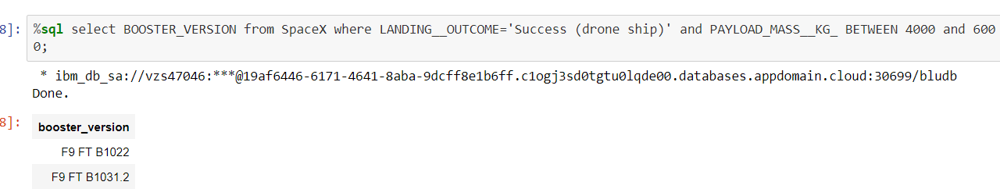 8]:
%sql select BOOSTER_VERSION from SpaceX where LANDING__OUTCOME='Success (drone ship)' and PAYLOAD_MASS__KG_ BETWEEN 4000 and 600
0;
* ibm_db_sa://vzs47046:***@19af6446-6171-4641-8aba-9dcff8e1b6ff.c1ogj3sd0tgtu0lqde00.databases.appdomain.cloud:30699/bludb
Done.
8]:
booster_version
F9 FT B1022
F9 FT B1031.2